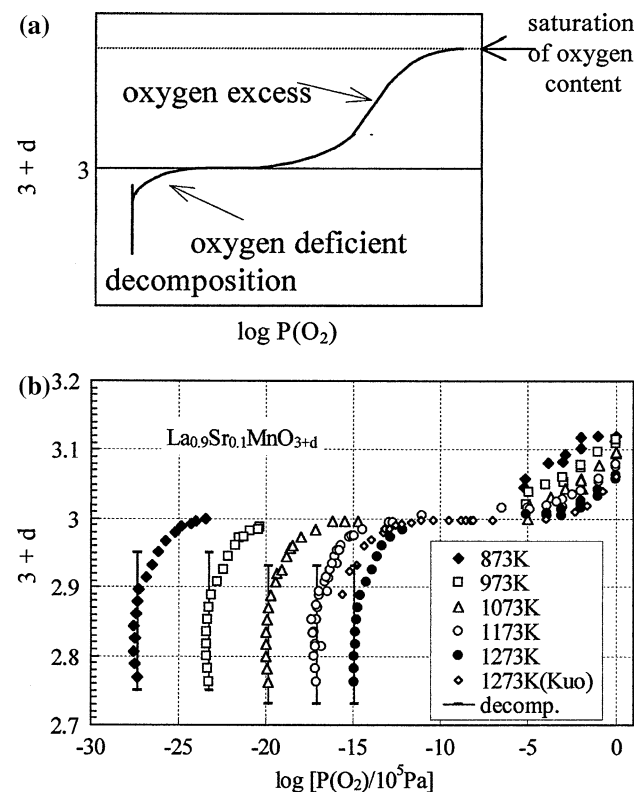 (a)
saturation
of oxygen
content
oxygen excess
3 + d
3
oxygen deficient
decomposition
log P(O₂)
(b)
3.2
3.1
3
2.9
2.8
2.7
3 + d
La₀.₉Sr₀.₁MnO₃₊d
873K
973K
1073K
1173K
1273K
1273K(Kuo)
decomp.
-30 -25 -20 -15 -10 -5 0
log [P(O₂)/10⁵Pa]